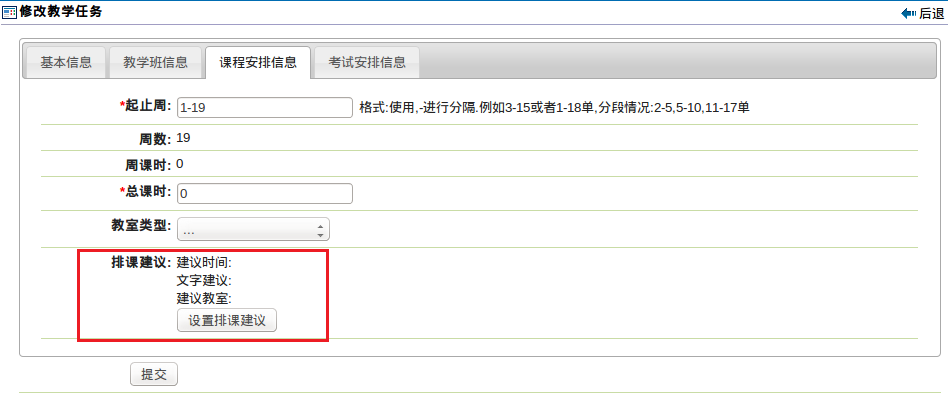 修改教学任务 后退
基本信息 教学班信息 课程安排信息 考试安排信息
*起止周: 1-19 格式:使用,-进行分隔.例如3-15或者1-18单,分段情况:2-5,5-10,11-17单
周数: 19
周课时: 0
*总课时: 0
教室类型: ...
排课建议: 建议时间:
文字建议:
建议教室:
设置排课建议
提交